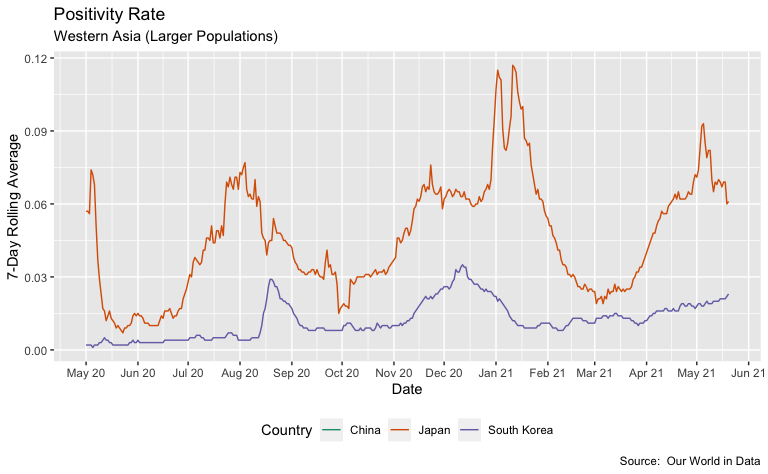 Positivity Rate
Western Asia (Larger Populations)
7-Day Rolling Average
0.12
0.09
0.06
0.03
0.00
May 20 Jun 20 Jul 20 Aug 20 Sep 20 Oct 20 Nov 20 Dec 20 Jan 21 Feb 21 Mar 21 Apr 21 May 21 Jun 21
Date
Country China Japan South Korea
Source: Our World in Data